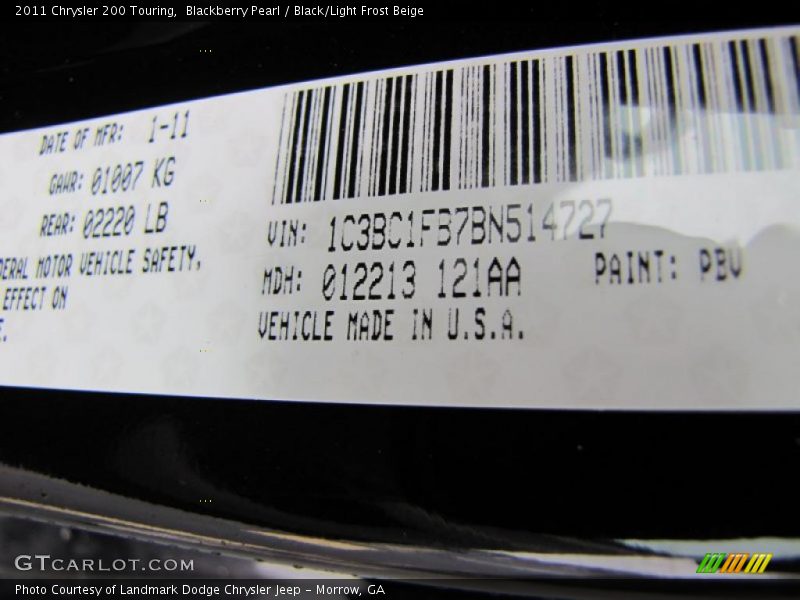 2011 Chrysler 200 Touring,  Blackberry Pearl / Black/Light Frost Beige
DATE OF MFR: 1-11
GAWR: 01007 KG
REAR: 02220 LB
DERAL MOTOR VEHICLE SAFETY,
EFFECT ON
VIN: 1C3BC1FB7BN514727
MDH: 012213 121AA
PAINT: PBV
VEHICLE MADE IN U.S.A.
GTCARLOT.COM
Photo Courtesy of Landmark Dodge Chrysler Jeep - Morrow, GA